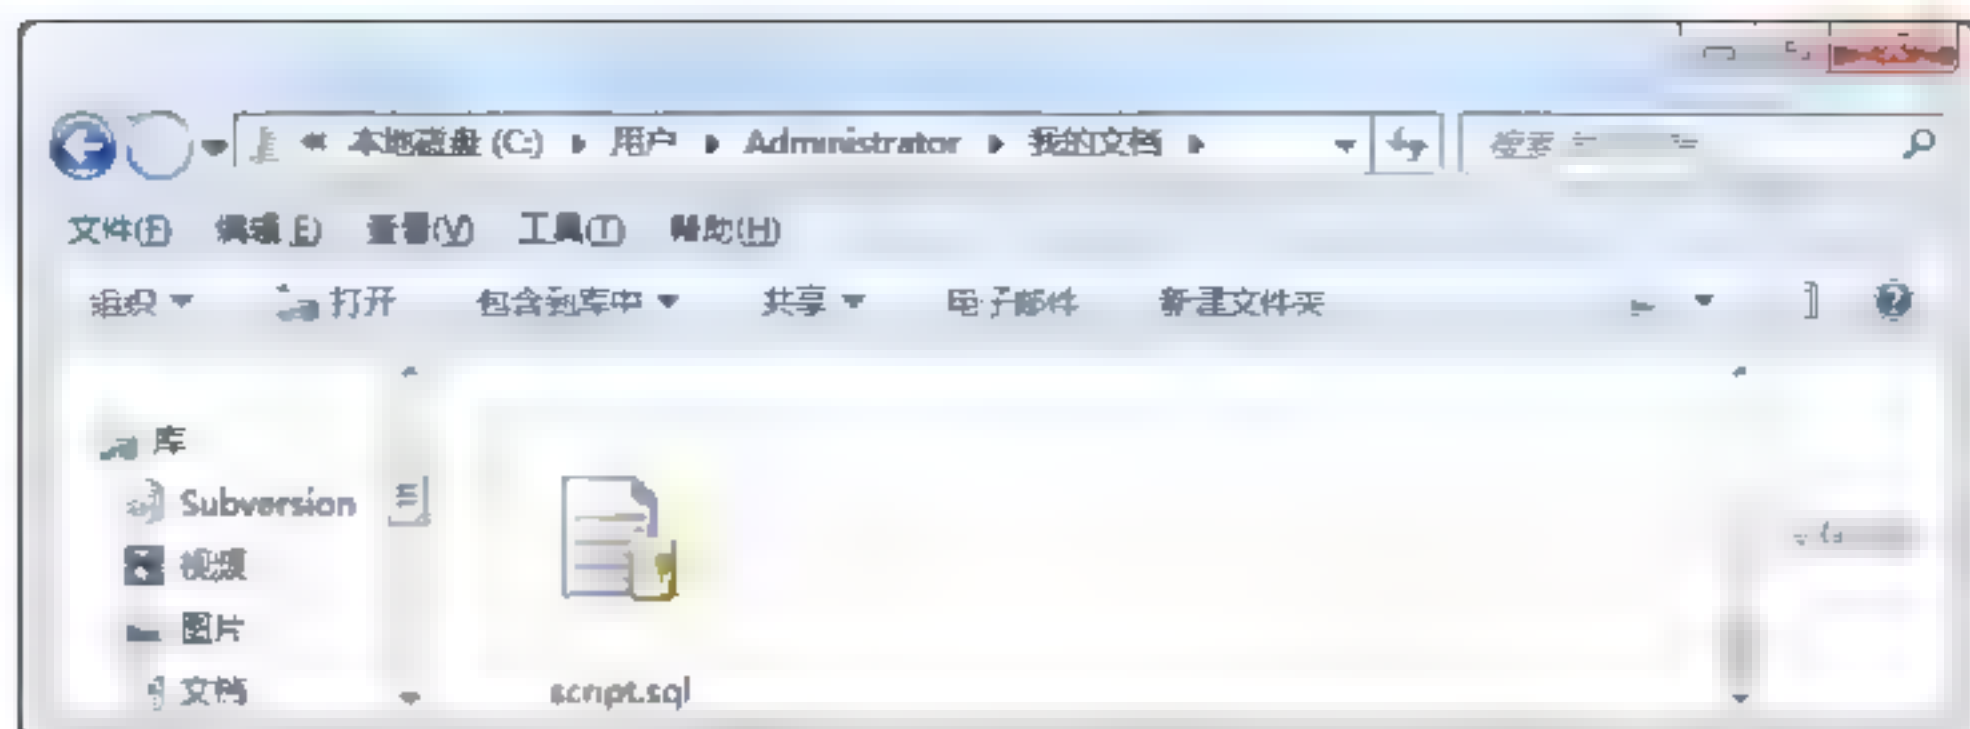 « 本地磁盘 (C:) ▸ 用户 ▸ Administrator ▸ 我的文档 ▸ 搜索
文件(F) 编辑(E) 查看(V) 工具(T) 帮助(H)
组织 打开 包含到库中 共享 电子邮件 新建文件夹
库
Subversion
视频
图片
文档
script.sql